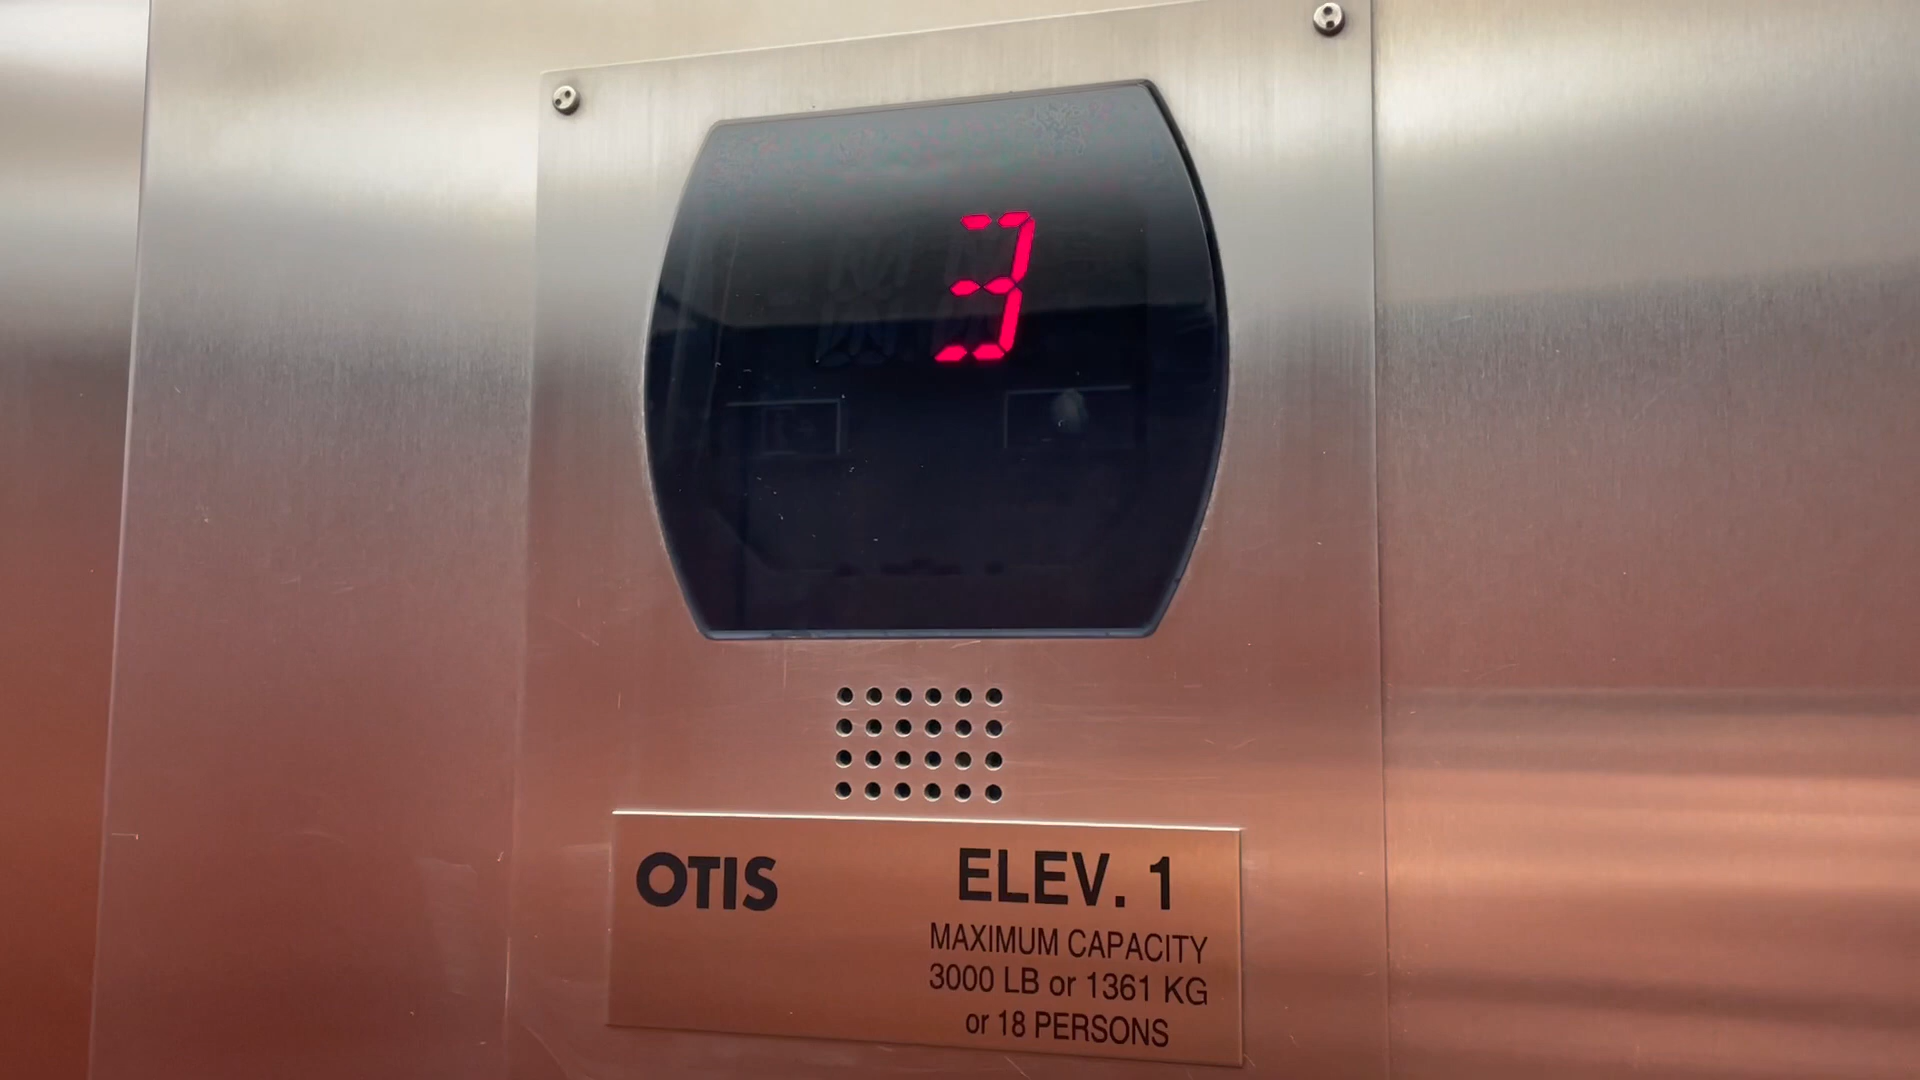 3
OTIS
ELEV. 1
MAXIMUM CAPACITY
3000 LB or 1361 KG
or 18 PERSONS